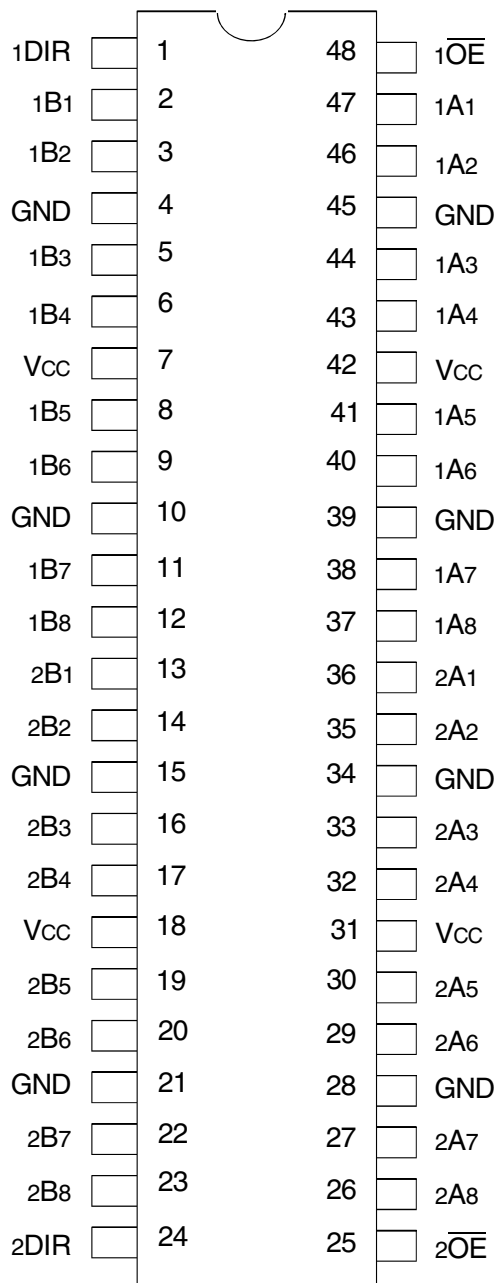 1DIR 1 48 1OE
1B1 2 47 1A1
1B2 3 46 1A2
GND 4 45 GND
1B3 5 44 1A3
1B4 6 43 1A4
VCC 7 42 VCC
1B5 8 41 1A5
1B6 9 40 1A6
GND 10 39 GND
1B7 11 38 1A7
1B8 12 37 1A8
2B1 13 36 2A1
2B2 14 35 2A2
GND 15 34 GND
2B3 16 33 2A3
2B4 17 32 2A4
VCC 18 31 VCC
2B5 19 30 2A5
2B6 20 29 2A6
GND 21 28 GND
2B7 22 27 2A7
2B8 23 26 2A8
2DIR 24 25 2OE